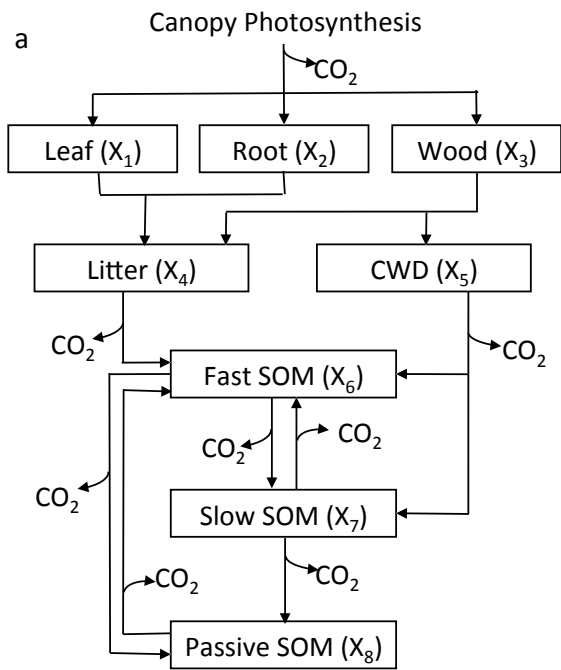 a
Canopy Photosynthesis
CO₂
Leaf (X₁) Root (X₂) Wood (X₃)
Litter (X₄) CWD (X₅)
CO₂ CO₂
Fast SOM (X₆)
CO₂ CO₂
CO₂
Slow SOM (X₇)
CO₂ CO₂
Passive SOM (X₈)